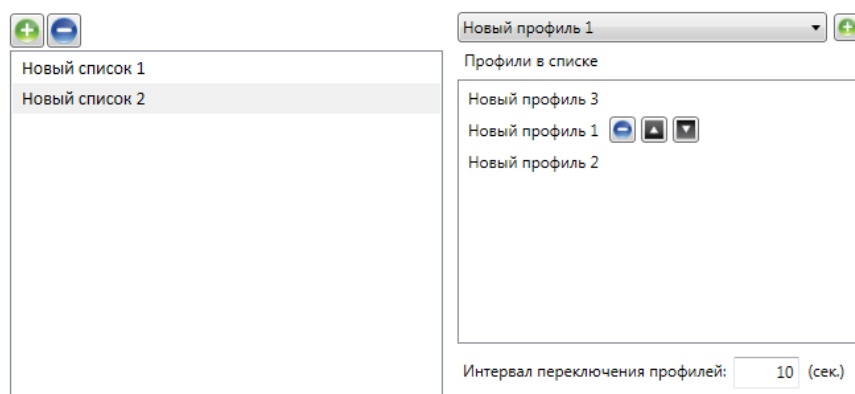 Новый список 1
Новый список 2
Новый профиль 1
Профили в списке
Новый профиль 3
Новый профиль 1
Новый профиль 2
Интервал переключения профилей: 10 (сек.)